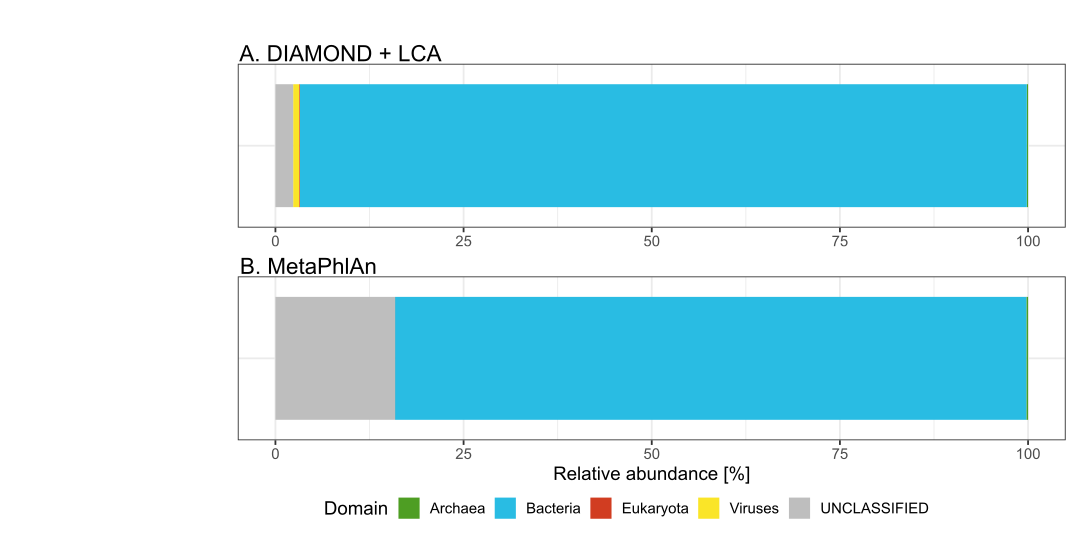 A. DIAMOND + LCA
0 25 50 75 100
B. MetaPhlAn
0 25 50 75 100
Relative abundance [%]
Domain Archaea Bacteria Eukaryota Viruses UNCLASSIFIED